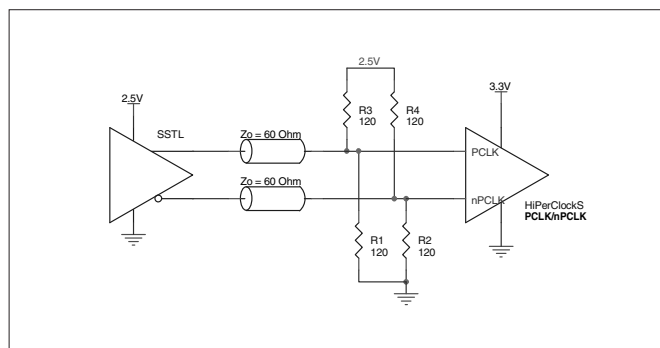 2.5V
2.5V
3.3V
SSTL
Zo = 60 Ohm
R3
120
R4
120
PCLK
Zo = 60 Ohm
nPCLK
HiPerClockS
PCLK/nPCLK
R1
120
R2
120